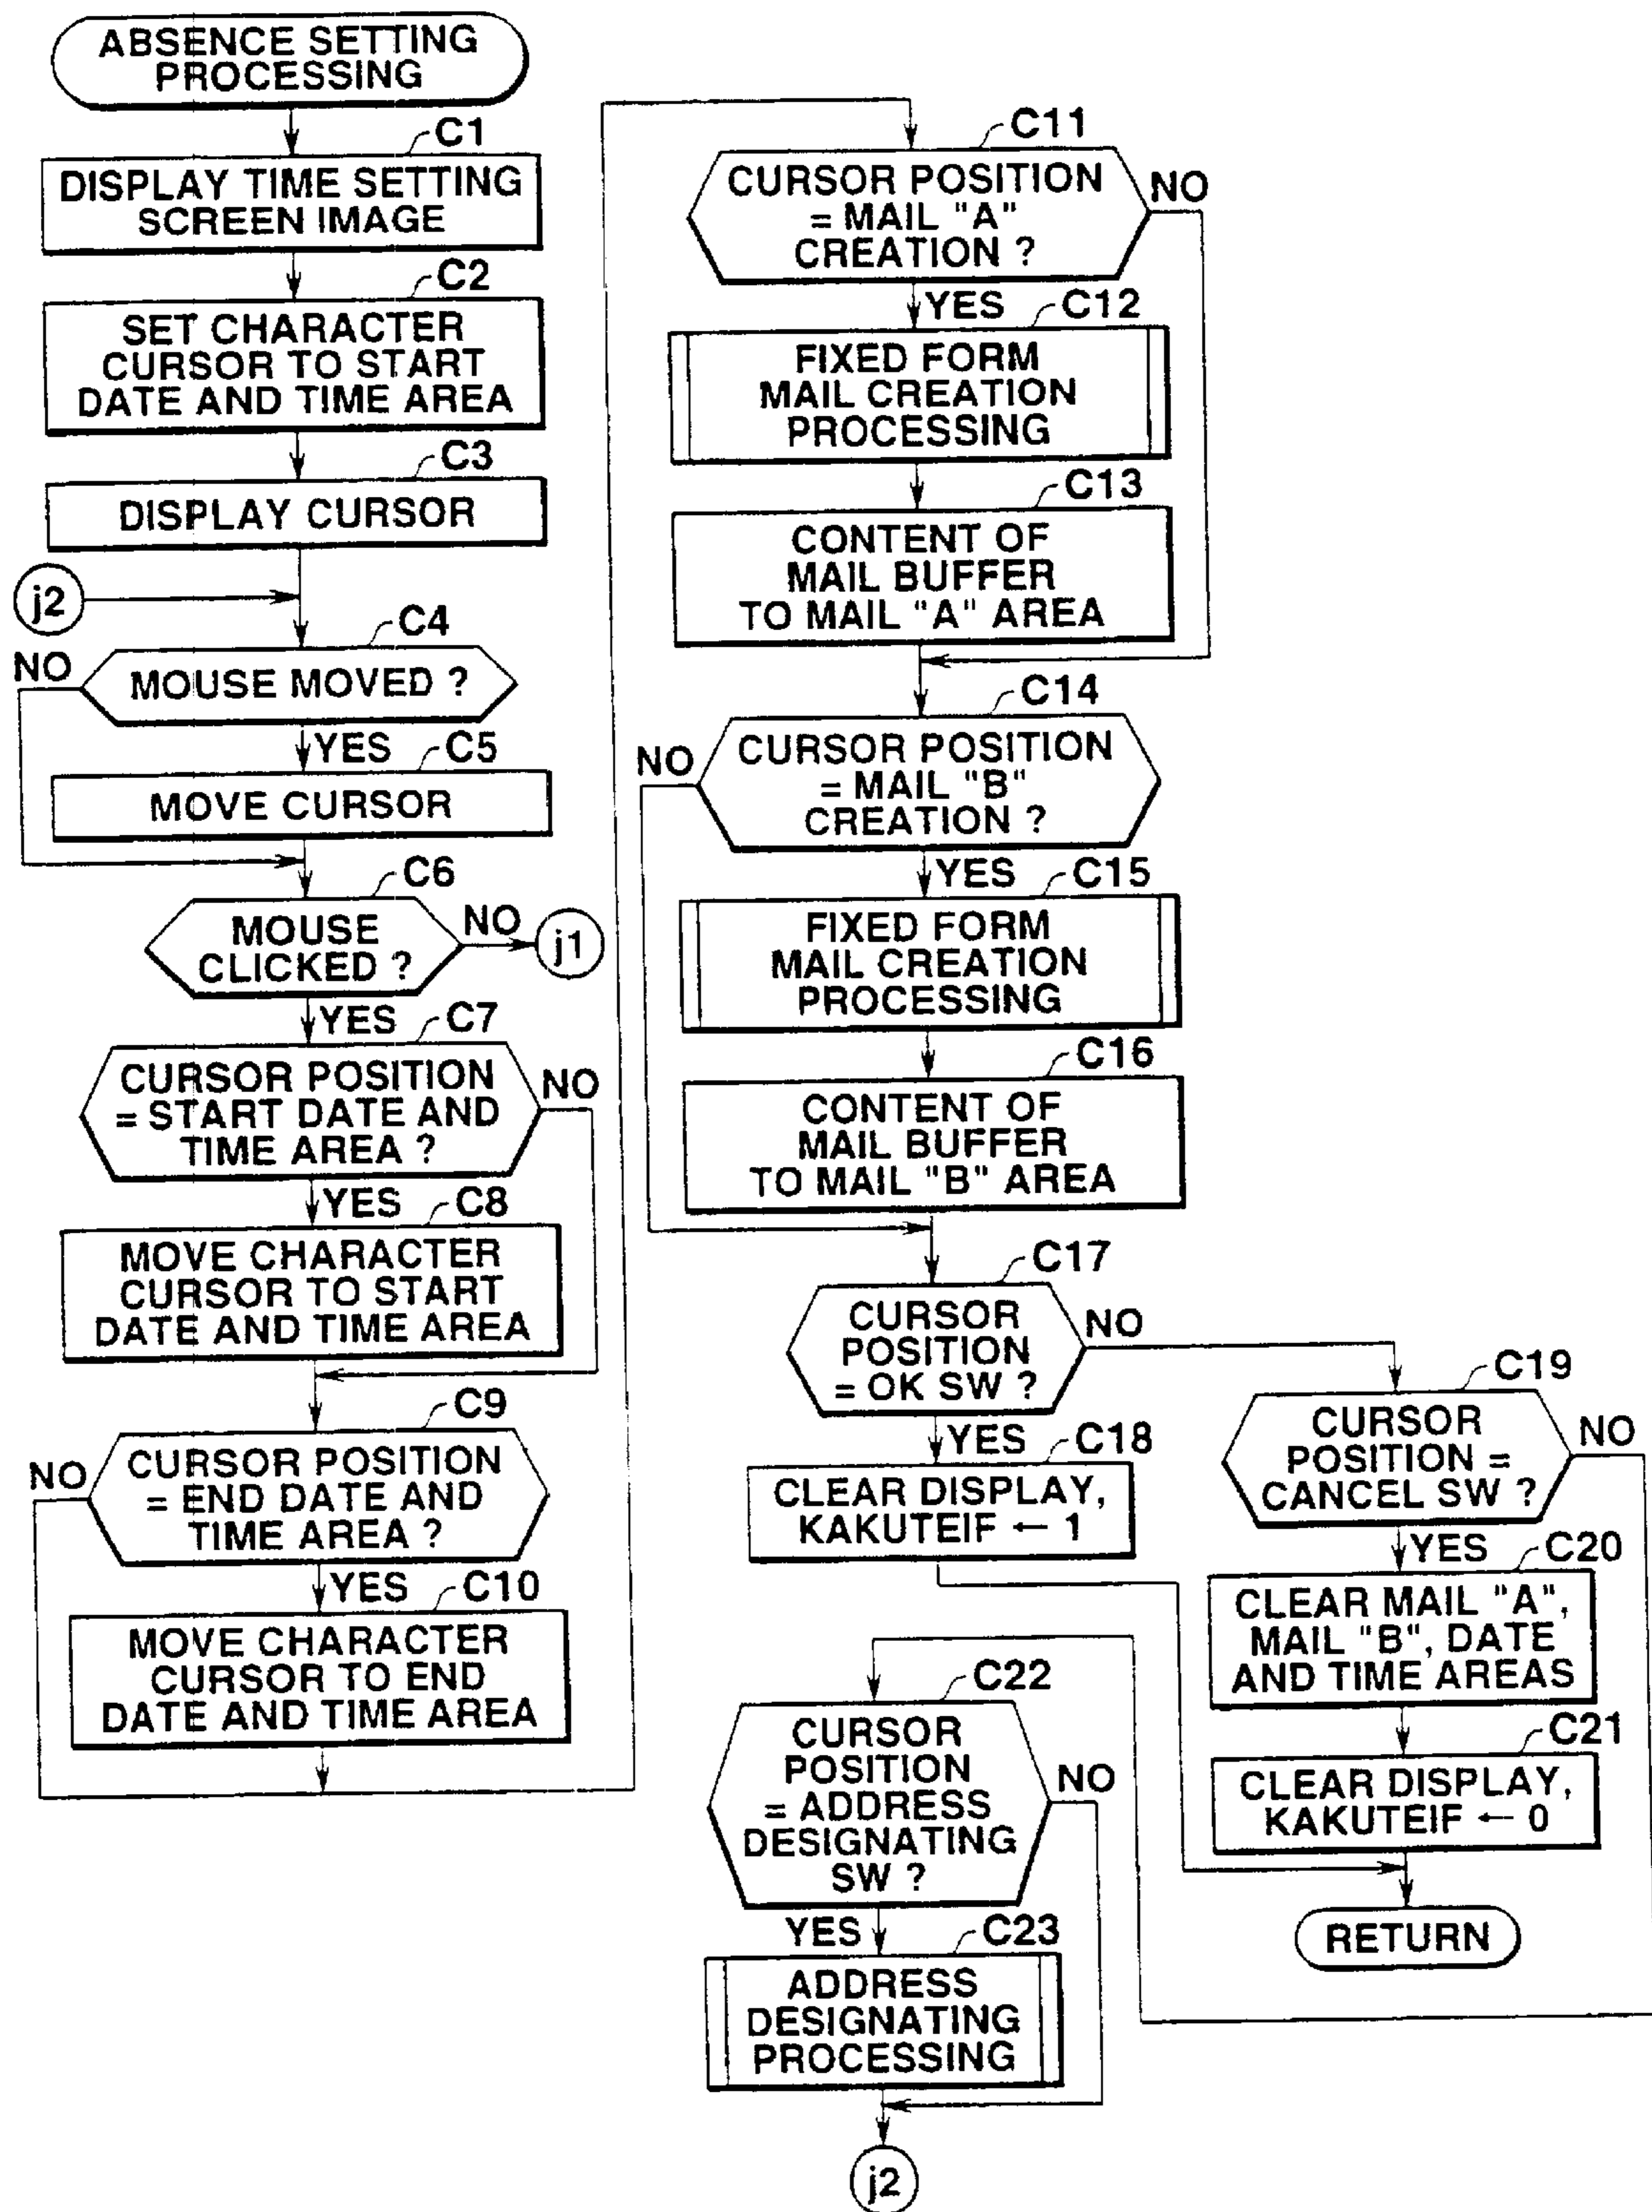 ABSENCE SETTING
PROCESSING
C1
DISPLAY TIME SETTING
SCREEN IMAGE
C2
SET CHARACTER
CURSOR TO START
DATE AND TIME AREA
C3
DISPLAY CURSOR
j2
C4
NO
MOUSE MOVED ?
YES
C5
MOVE CURSOR
C6
MOUSE
CLICKED ?
NO
j1
YES
C7
CURSOR POSITION
= START DATE AND
TIME AREA ?
NO
YES
C8
MOVE CHARACTER
CURSOR TO START
DATE AND TIME AREA
C9
NO
CURSOR POSITION
= END DATE AND
TIME AREA ?
YES
C10
MOVE CHARACTER
CURSOR TO END
DATE AND TIME AREA
C11
CURSOR POSITION
= MAIL "A"
CREATION ?
NO
YES
C12
FIXED FORM
MAIL CREATION
PROCESSING
C13
CONTENT OF
MAIL BUFFER
TO MAIL "A" AREA
C14
NO
CURSOR POSITION
= MAIL "B"
CREATION ?
YES
C15
FIXED FORM
MAIL CREATION
PROCESSING
C16
CONTENT OF
MAIL BUFFER
TO MAIL "B" AREA
C17
CURSOR
POSITION
= OK SW ?
NO
YES
C18
CLEAR DISPLAY,
KAKUTEIF ← 1
C19
CURSOR
POSITION =
CANCEL SW ?
NO
YES
C20
CLEAR MAIL "A",
MAIL "B", DATE
AND TIME AREAS
C21
CLEAR DISPLAY,
KAKUTEIF ← 0
RETURN
C22
CURSOR
POSITION
= ADDRESS
DESIGNATING
SW ?
NO
YES
C23
ADDRESS
DESIGNATING
PROCESSING
j2